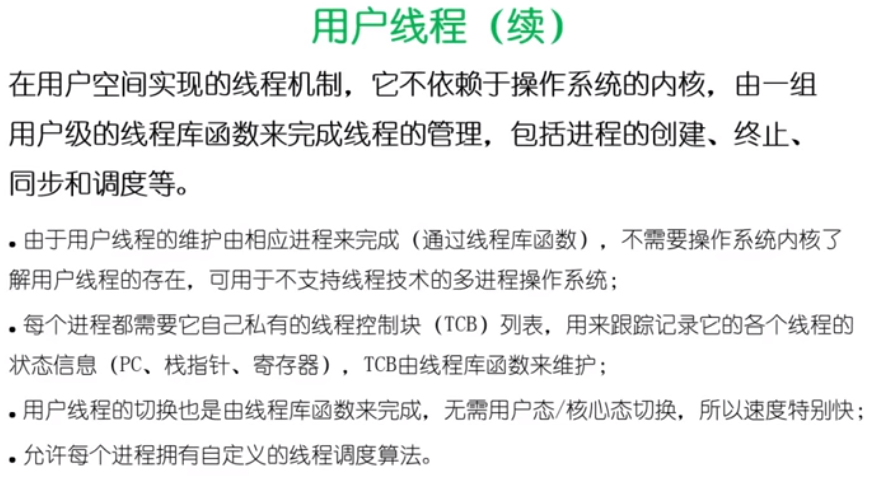 用户线程（续）
在用户空间实现的线程机制，它不依赖于操作系统的内核，由一组
用户级的线程库函数来完成线程的管理，包括进程的创建、终止、
同步和调度等。
• 由于用户线程的维护由相应进程来完成（通过线程库函数），不需要操作系统内核了
解用户线程的存在，可用于不支持线程技术的多进程操作系统；
• 每个进程都需要它自己私有的线程控制块（TCB）列表，用来跟踪记录它的各个线程的
状态信息（PC、栈指针、寄存器），TCB由线程库函数来维护；
• 用户线程的切换也是由线程库函数来完成，无需用户态/核心态切换，所以速度特别快；
• 允许每个进程拥有自定义的线程调度算法。